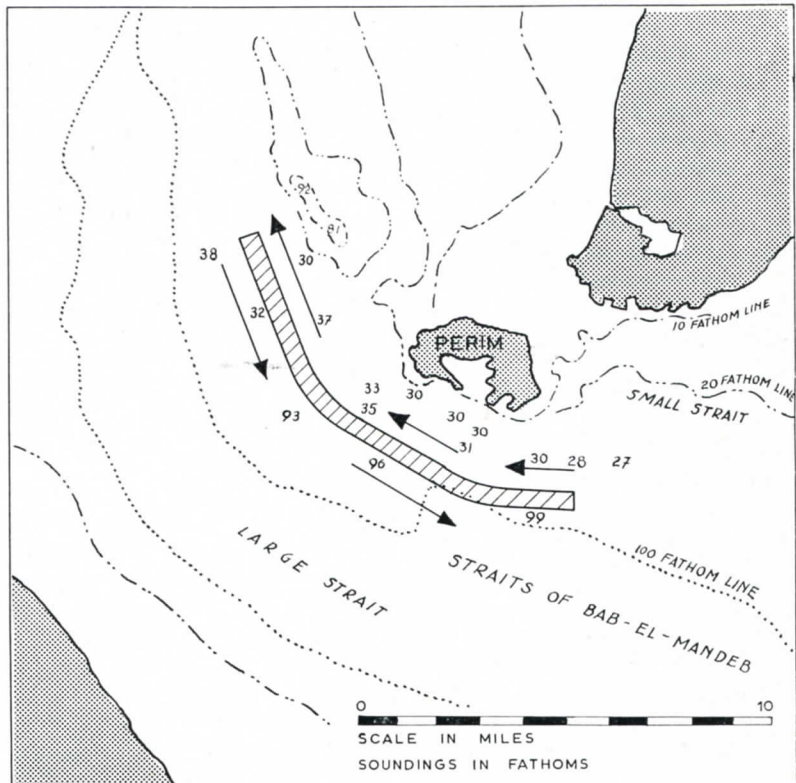 92
81
38
30
32
37
10 FATHOM LINE
PERIM
20 FATHOM LINE
SMALL STRAIT
33
30
35
30
93
30
31
96
30
28
27
99
100 FATHOM LINE
LARGE STRAIT
STRAITS OF BAB-EL-MANDEB
0
10
SCALE IN MILES
SOUNDINGS IN FATHOMS